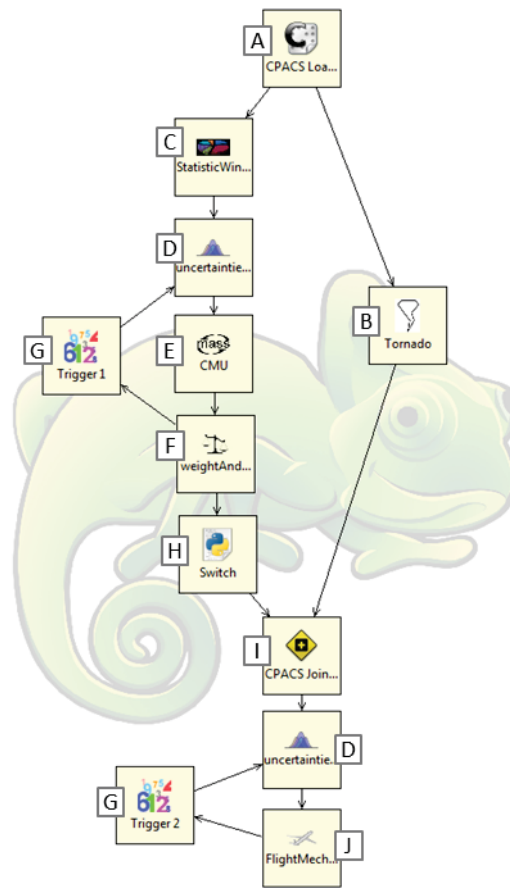 A
CPACS Loa...
C
StatisticWin...
D
uncertaintie...
B
Tornado
G
Trigger 1
E
mass
CMU
F
weightAnd...
H
Switch
I
CPACS Join...
D
uncertaintie...
G
Trigger 2
J
FlightMech...